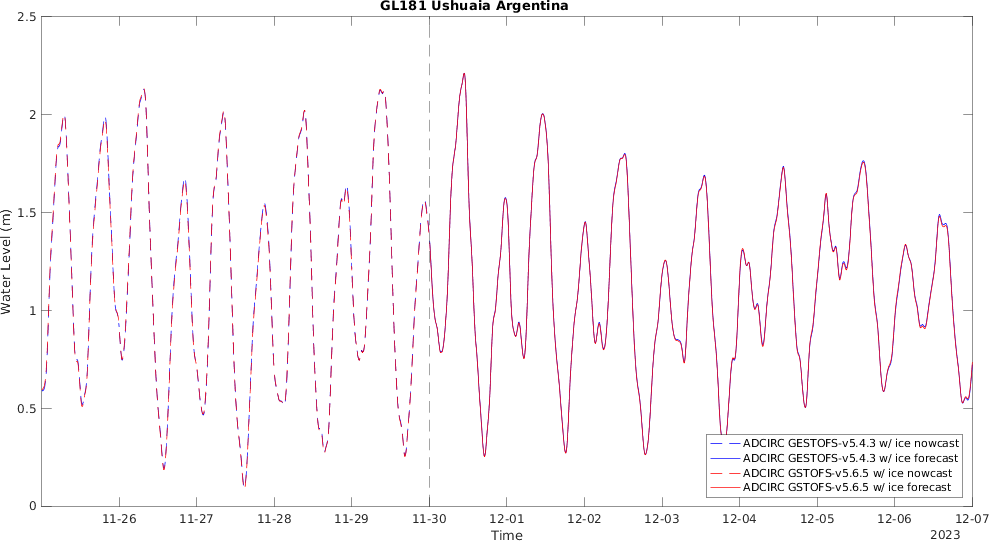 GL181 Ushuaia Argentina
2.5
2
1.5
1
0.5
0
Water Level (m)
ADCIRC GESTOFS-v5.4.3 w/ ice nowcast
ADCIRC GESTOFS-v5.4.3 w/ ice forecast
ADCIRC GSTOFS-v5.6.5 w/ ice nowcast
ADCIRC GSTOFS-v5.6.5 w/ ice forecast
11-26 11-27 11-28 11-29 11-30 12-01 12-02 12-03 12-04 12-05 12-06 12-07
Time
2023